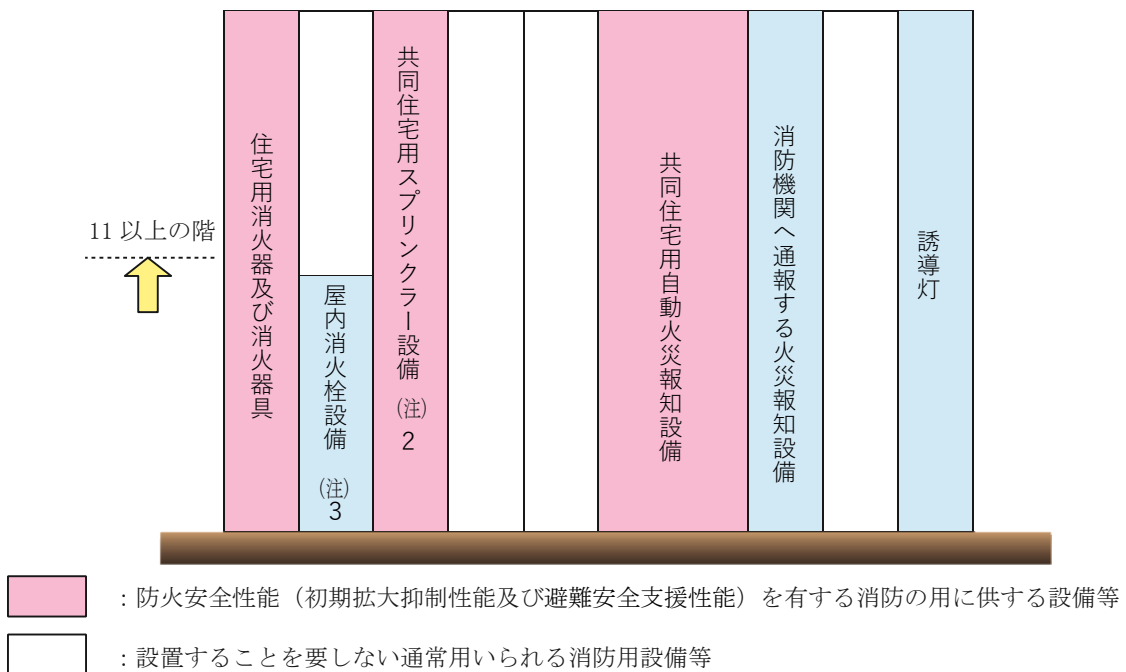 11 以上の階
住宅用消火器及び消火器具
屋内消火栓設備 (注) 3
共同住宅用スプリンクラー設備 (注) 2
共同住宅用自動火災報知設備
消防機関へ通報する火災報知設備
誘導灯
：防火安全性能（初期拡大抑制性能及び避難安全支援性能）を有する消防の用に供する設備等
：設置することを要しない通常用いられる消防用設備等